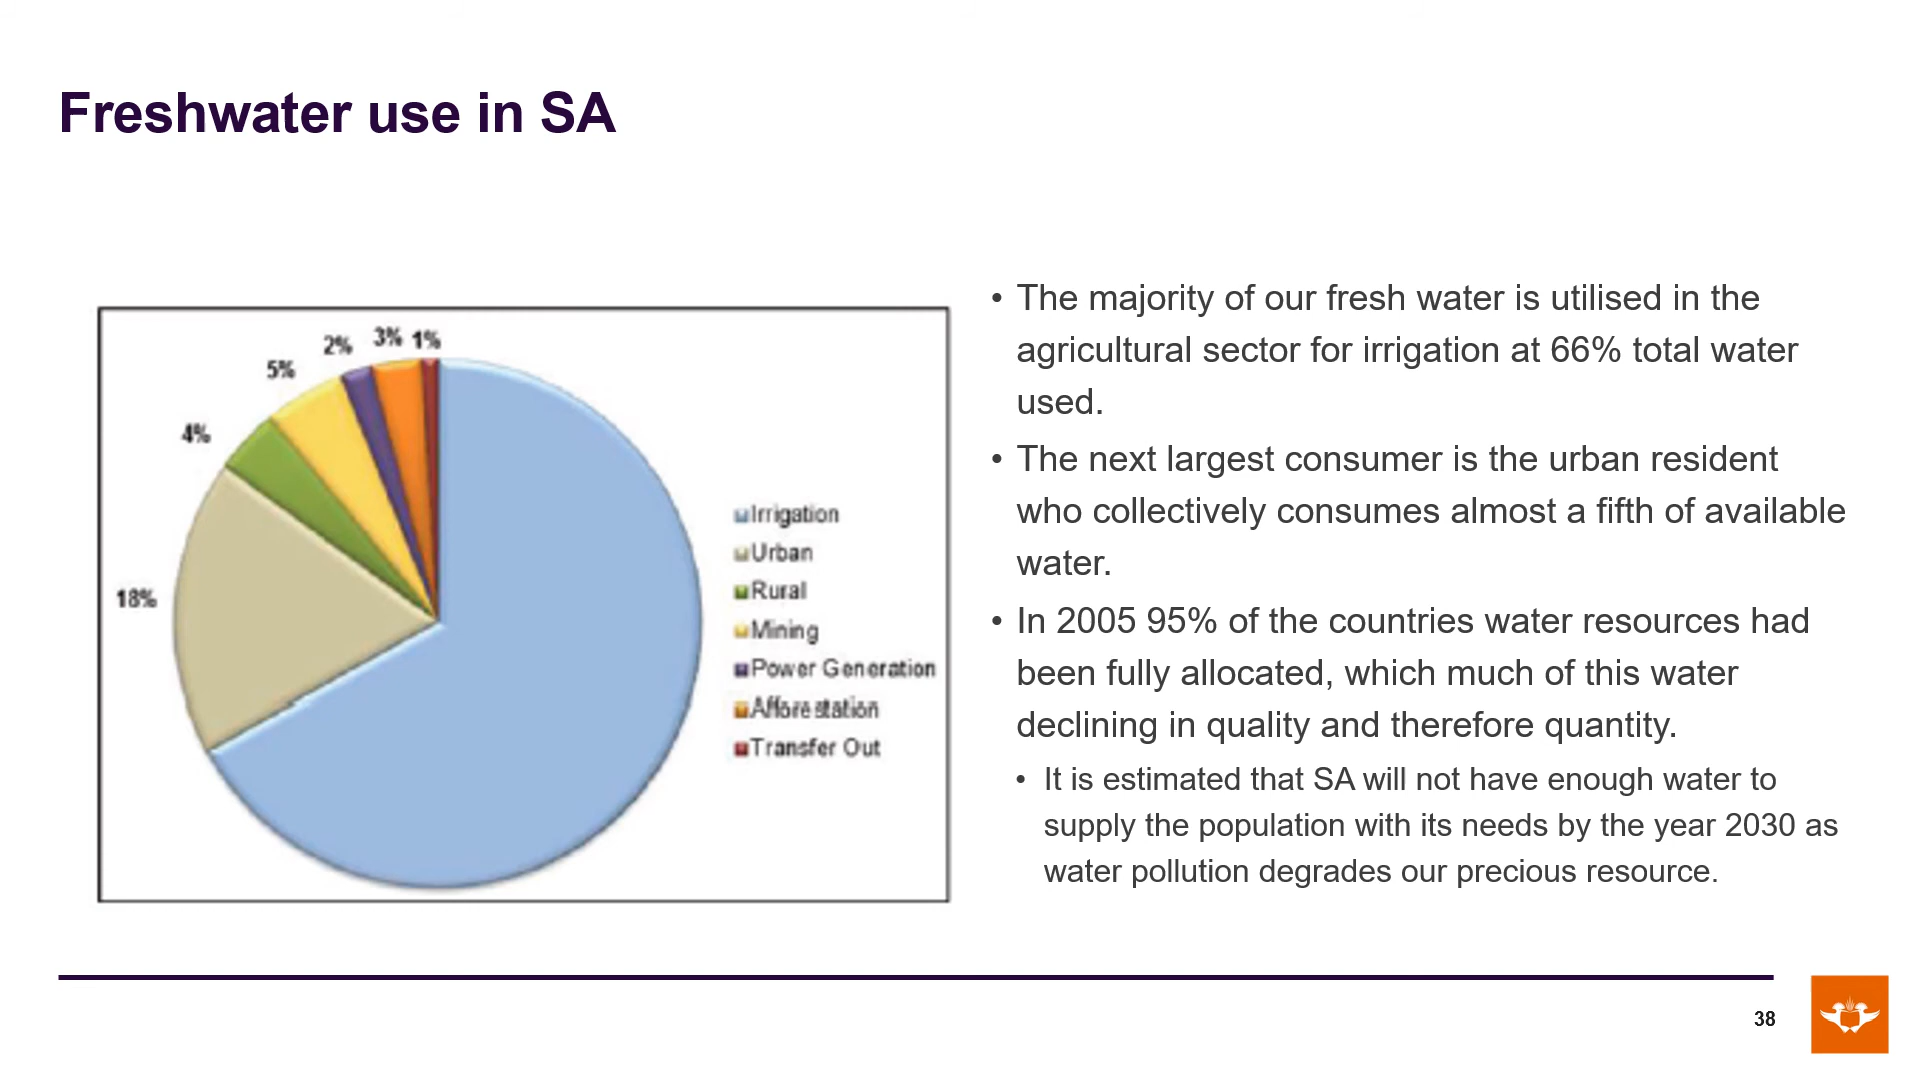 Freshwater use in SA
2% 3% 1%
5%
4%
18%
Irrigation
Urban
Rural
Mining
Power Generation
Afforestation
Transfer Out
• The majority of our fresh water is utilised in the
agricultural sector for irrigation at 66% total water
used.
• The next largest consumer is the urban resident
who collectively consumes almost a fifth of available
water.
• In 2005 95% of the countries water resources had
been fully allocated, which much of this water
declining in quality and therefore quantity.
• It is estimated that SA will not have enough water to
supply the population with its needs by the year 2030 as
water pollution degrades our precious resource.
38